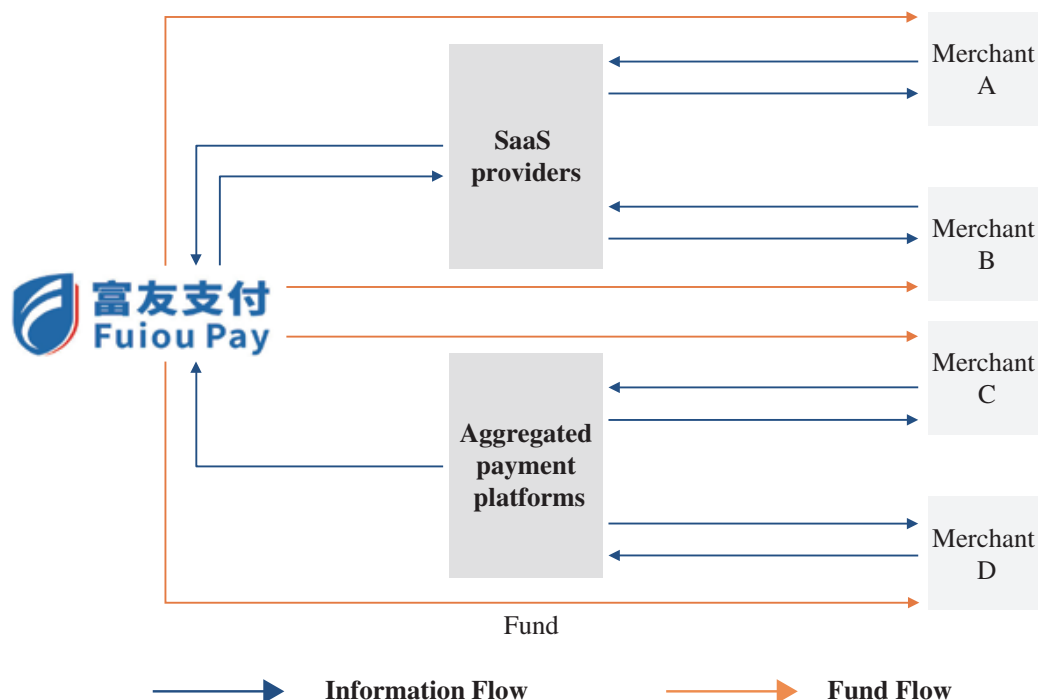 Merchant
A
SaaS
providers
Merchant
B
富友支付
Fuiou Pay
Merchant
C
Aggregated
payment
platforms
Merchant
D
Fund
Information Flow
Fund Flow